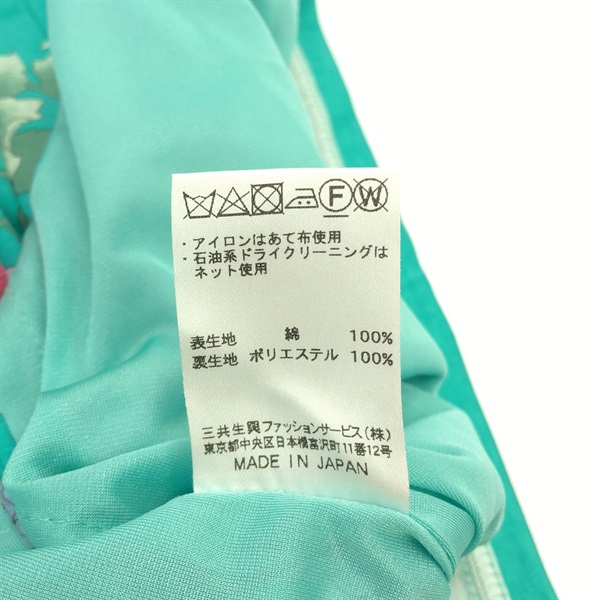 F W
・アイロンはあて布使用
・石油系ドライクリーニングは
ネット使用
表生地 綿 100%
裏生地 ポリエステル 100%
三共生興ファッションサービス(株)
東京都中央区日本橋富沢町11番12号
MADE IN JAPAN